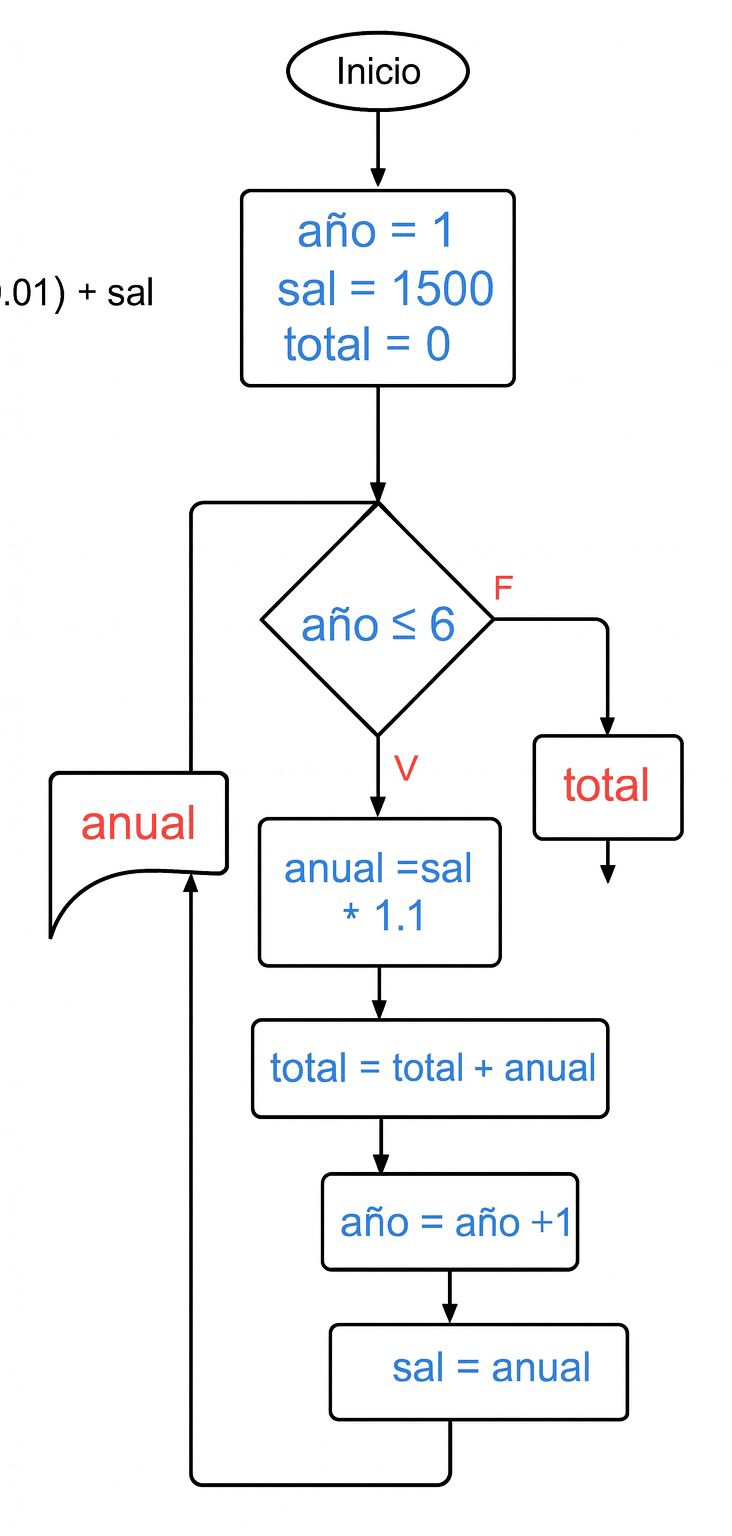 Inicio
año = 1
sal = 1500
.01) + sal
total = 0
año ≤ 6
F
V
total
anual
anual =sal
* 1.1
total = total + anual
año = año +1
sal = anual